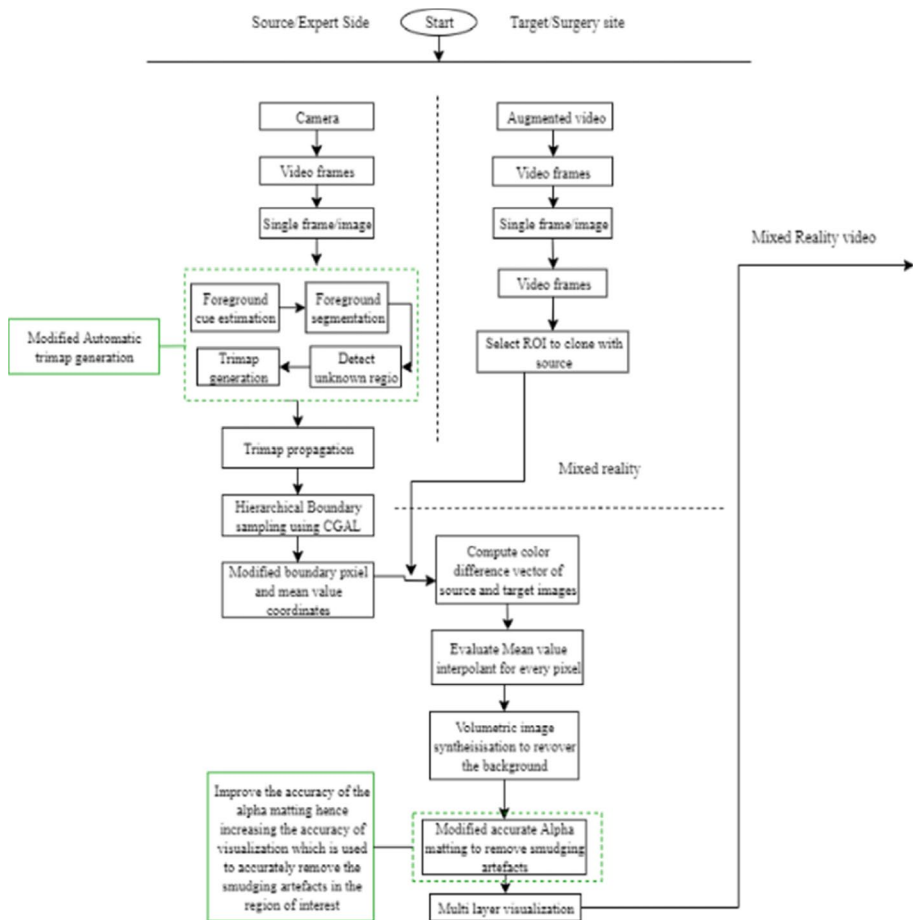 Source/Expert Side
Start
Target/Surgery site
Camera
Video frames
Single frame/image
Foreground
cue estimation
Foreground
segmentation
Trimap
generation
Detect
unknown regio
Modified Automatic
trimap generation
Trimap propagation
Hierarchical Boundary
sampling using CGAL
Modified boundary pxiel
and mean value
coordinates
Augmented video
Video frames
Single frame/image
Video frames
Select ROI to clone with
source
Mixed reality
Mixed Reality video
Compute color
difference vector of
source and target images
Evaluate Mean value
interpolant for every pixel
Volumetric image
syntheisisation to revover
the background
Improve the accuracy of the
alpha matting hence
increasing the accuracy of
visualization which is used
to accurately remove the
smudging artefacts in the
region of interest
Modified accurate Alpha
matting to remove smudging
artefacts
Multi layer visualization